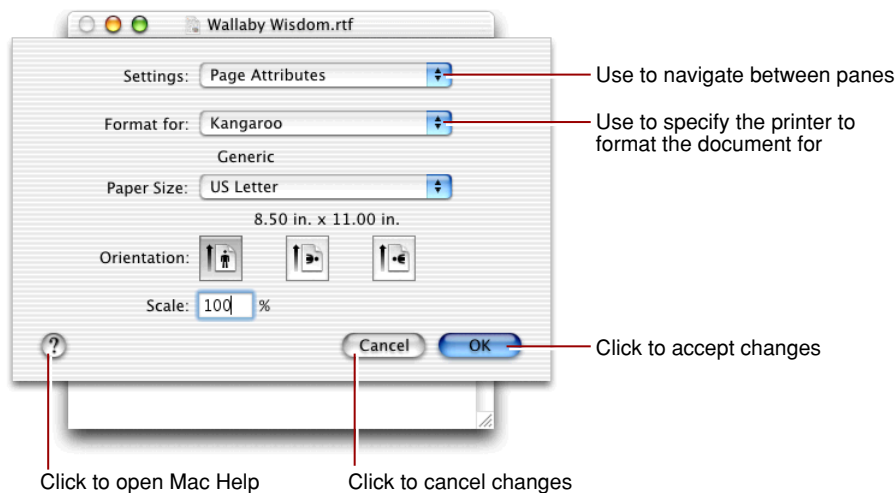 Wallaby Wisdom.rtf
Settings: Page Attributes
Use to navigate between panes
Format for: Kangaroo
Use to specify the printer to
format the document for
Generic
Paper Size: US Letter
8.50 in. x 11.00 in.
Orientation:
Scale: 100 %
? Cancel OK
Click to accept changes
Click to open Mac Help
Click to cancel changes